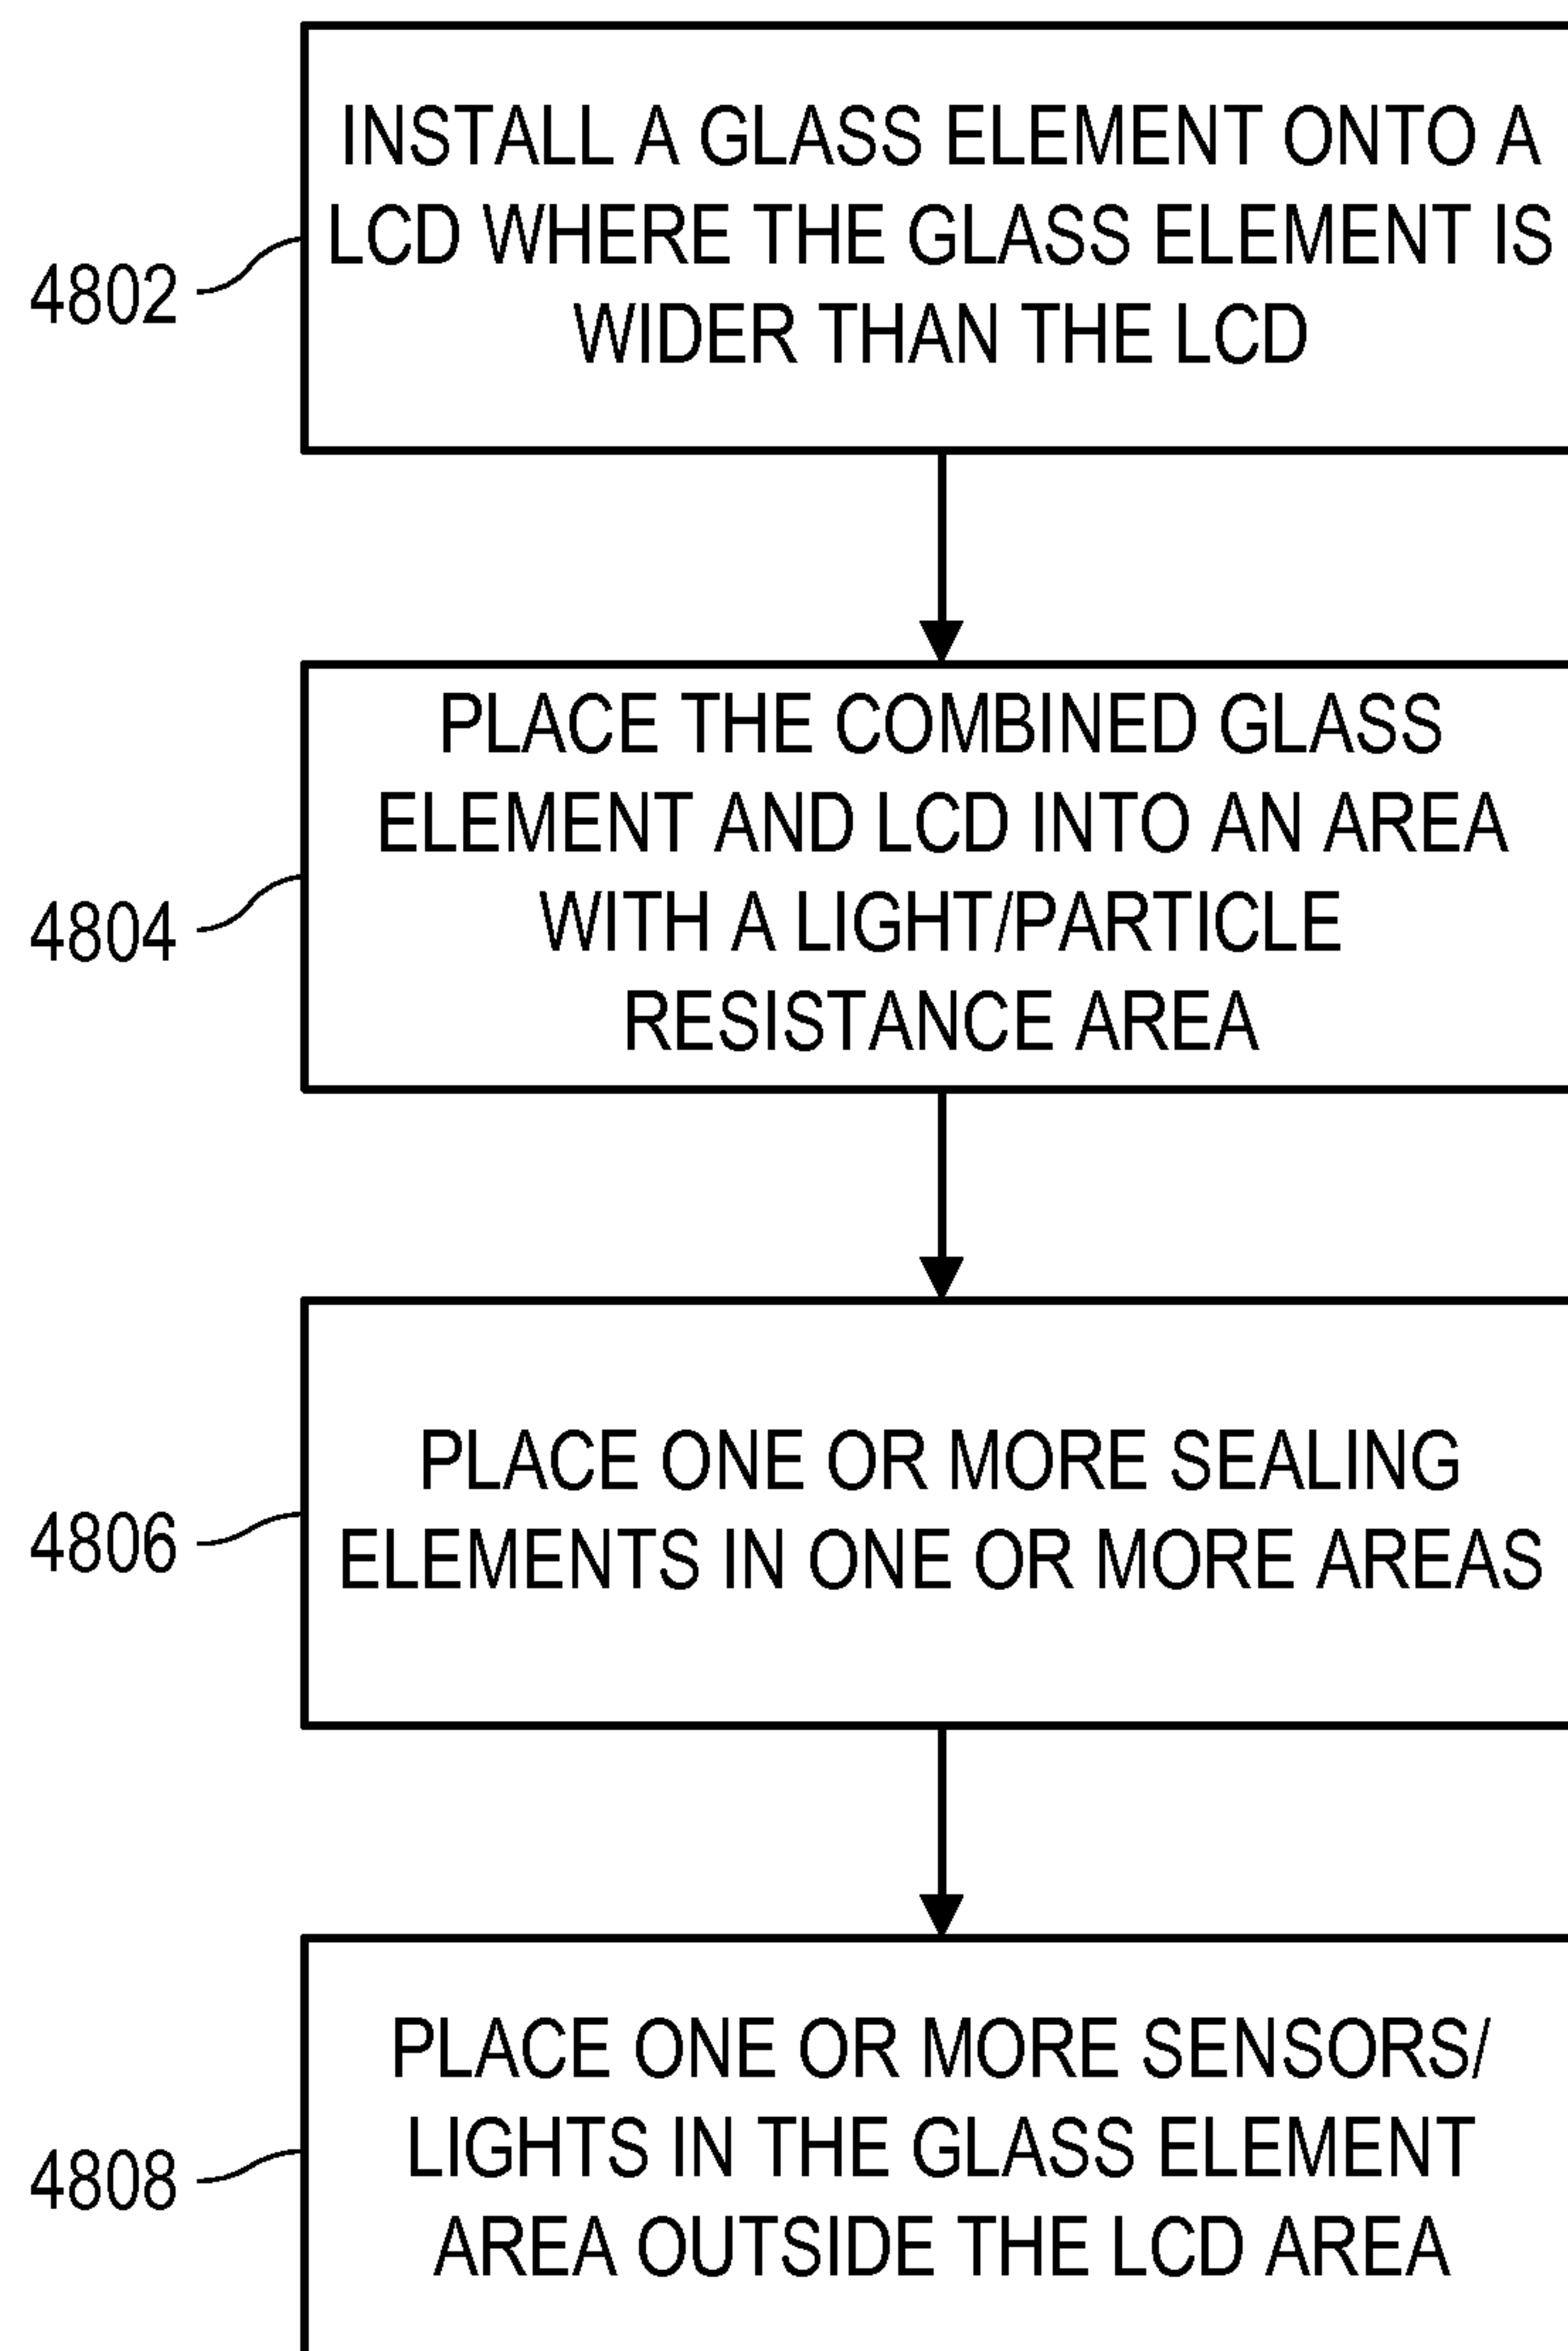 INSTALL A GLASS ELEMENT ONTO A
LCD WHERE THE GLASS ELEMENT IS
WIDER THAN THE LCD
4802
PLACE THE COMBINED GLASS
ELEMENT AND LCD INTO AN AREA
WITH A LIGHT/PARTICLE
RESISTANCE AREA
4804
PLACE ONE OR MORE SEALING
ELEMENTS IN ONE OR MORE AREAS
4806
PLACE ONE OR MORE SENSORS/
LIGHTS IN THE GLASS ELEMENT
AREA OUTSIDE THE LCD AREA
4808